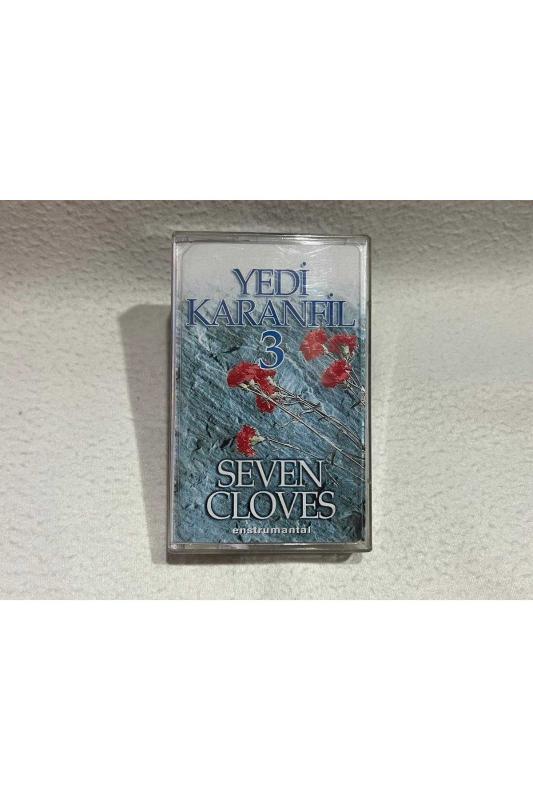 YEDİ
KARANFİL
3
SEVEN
CLOVES
enstrumantal